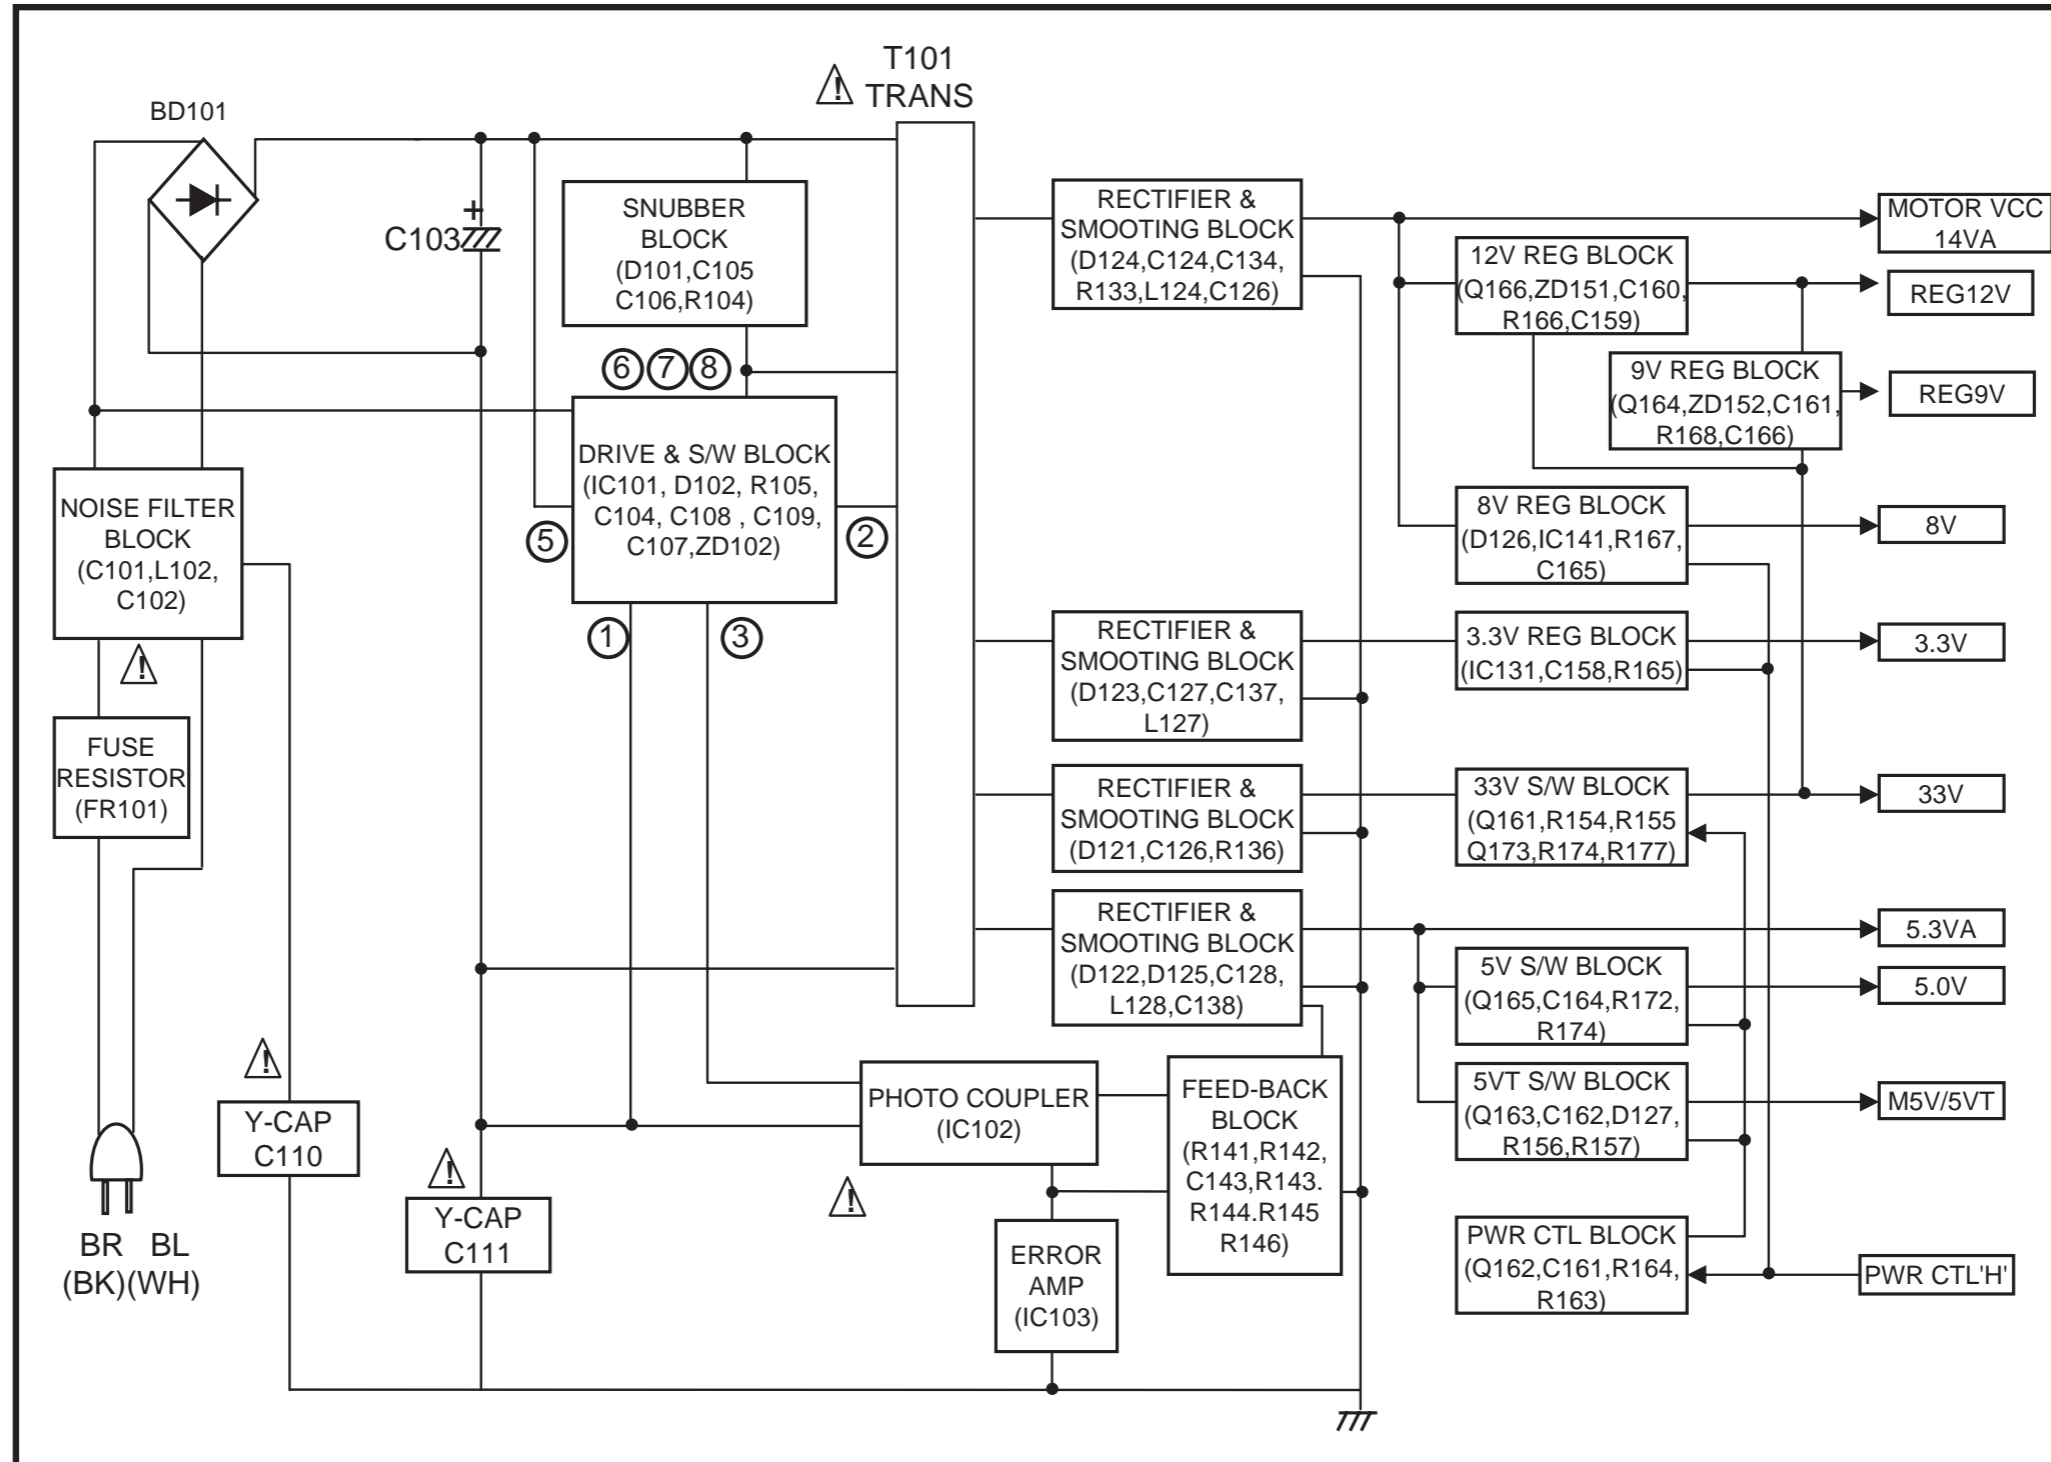 T101
TRANS
BD101
+
C103
SNUBBER
BLOCK
(D101,C105
C106,R104)
6 7 8
DRIVE & S/W BLOCK
(IC101, D102, R105,
C104, C108 , C109,
C107,ZD102)
5
2
1
3
NOISE FILTER
BLOCK
(C101,L102,
C102)
!
FUSE
RESISTOR
(FR101)
!
Y-CAP
C110
!
Y-CAP
C111
BR BL
(BK)(WH)
!
RECTIFIER &
SMOOTING BLOCK
(D124,C124,C134,
R133,L124,C126)
RECTIFIER &
SMOOTING BLOCK
(D123,C127,C137,
L127)
RECTIFIER &
SMOOTING BLOCK
(D121,C126,R136)
RECTIFIER &
SMOOTING BLOCK
(D122,D125,C128,
L128,C138)
PHOTO COUPLER
(IC102)
!
FEED-BACK
BLOCK
(R141,R142,
C143,R143.
R144.R145
R146)
ERROR
AMP
(IC103)
12V REG BLOCK
(Q166,ZD151,C160,
R166,C159)
9V REG BLOCK
(Q164,ZD152,C161,
R168,C166)
8V REG BLOCK
(D126,IC141,R167,
C165)
3.3V REG BLOCK
(IC131,C158,R165)
33V S/W BLOCK
(Q161,R154,R155
Q173,R174,R177)
5V S/W BLOCK
(Q165,C164,R172,
R174)
5VT S/W BLOCK
(Q163,C162,D127,
R156,R157)
PWR CTL BLOCK
(Q162,C161,R164,
R163)
MOTOR VCC
14VA
REG12V
REG9V
8V
3.3V
33V
5.3VA
5.0V
M5V/5VT
PWR CTL'H'